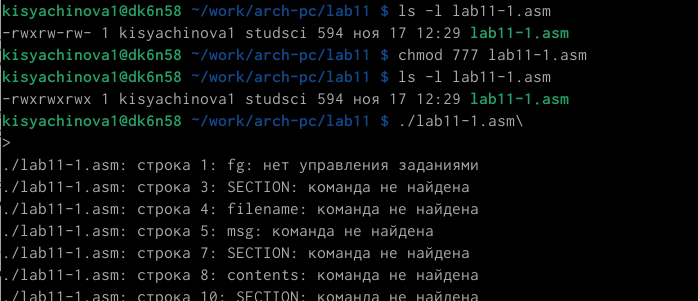 kisyachinova1@dk6n58 ~/work/arch-pc/lab11 $ ls -l lab11-1.asm
-rwxrw-rw- 1 kisyachinova1 studsci 594 ноя 17 12:29 lab11-1.asm
kisyachinova1@dk6n58 ~/work/arch-pc/lab11 $ chmod 777 lab11-1.asm
kisyachinova1@dk6n58 ~/work/arch-pc/lab11 $ ls -l lab11-1.asm
-rwxrwxrwx 1 kisyachinova1 studsci 594 ноя 17 12:29 lab11-1.asm
kisyachinova1@dk6n58 ~/work/arch-pc/lab11 $ ./lab11-1.asm\
>
./lab11-1.asm: строка 1: fg: нет управления заданиями
./lab11-1.asm: строка 3: SECTION: команда не найдена
./lab11-1.asm: строка 4: filename: команда не найдена
./lab11-1.asm: строка 5: msg: команда не найдена
./lab11-1.asm: строка 7: SECTION: команда не найдена
./lab11-1.asm: строка 8: contents: команда не найдена
./lab11-1.asm: строка 10: SECTION: команда не найдена